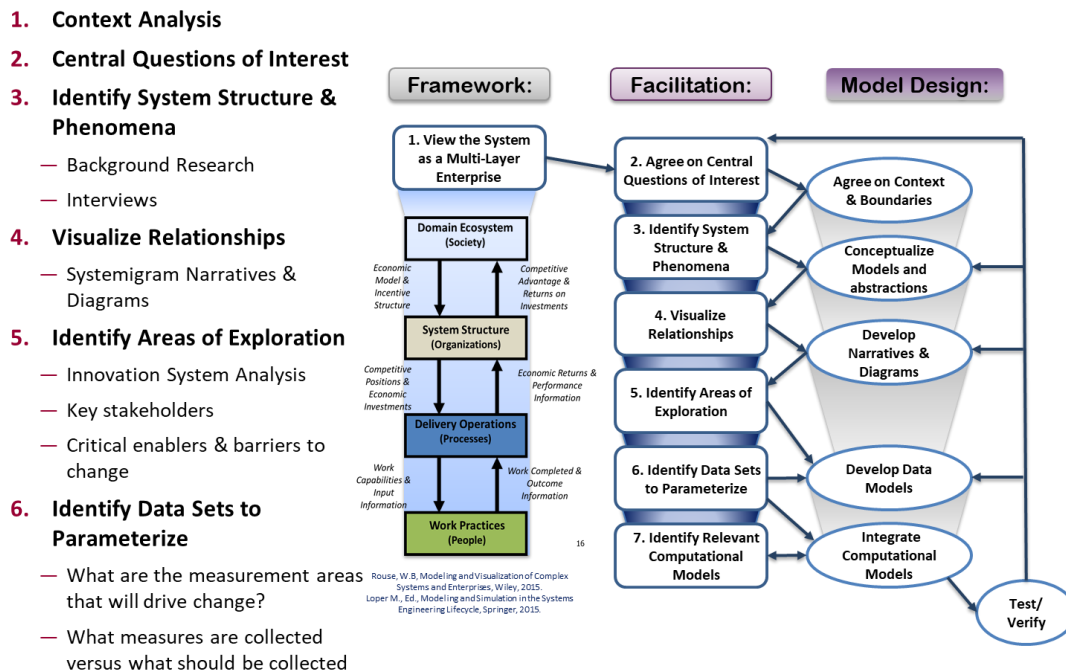 1. Context Analysis
2. Central Questions of Interest
3. Identify System Structure &
Phenomena
— Background Research
— Interviews
4. Visualize Relationships
— Systemigram Narratives &
Diagrams
5. Identify Areas of Exploration
— Innovation System Analysis
— Key stakeholders
— Critical enablers & barriers to
change
6. Identify Data Sets to
Parameterize
— What are the measurement areas
that will drive change?
— What measures are collected
versus what should be collected
Framework:
1. View the System
as a Multi-Layer
Enterprise
Domain Ecosystem
(Society)
Economic
Model &
Incentive
Structure
Competitive
Advantage &
Returns on
Investments
System Structure
(Organizations)
Competitive
Positions &
Economic
Investments
Economic Returns &
Performance
Information
Delivery Operations
(Processes)
Work
Capabilities &
Input
Information
Work Completed &
Outcome
Information
Work Practices
(People)
16
Rouse, W.B, Modeling and Visualization of Complex
Systems and Enterprises, Wiley, 2015.
Loper M., Ed., Modeling and Simulation in the Systems
Engineering Lifecycle, Springer, 2015.
Facilitation:
2. Agree on Central
Questions of Interest
3. Identify System
Structure &
Phenomena
4. Visualize
Relationships
5. Identify Areas of
Exploration
6. Identify Data Sets
to Parameterize
7. Identify Relevant
Computational
Models
Model Design:
Agree on Context
& Boundaries
Conceptualize
Models and
abstractions
Develop
Narratives &
Diagrams
Develop Data
Models
Integrate
Computational
Models
Test/
Verify